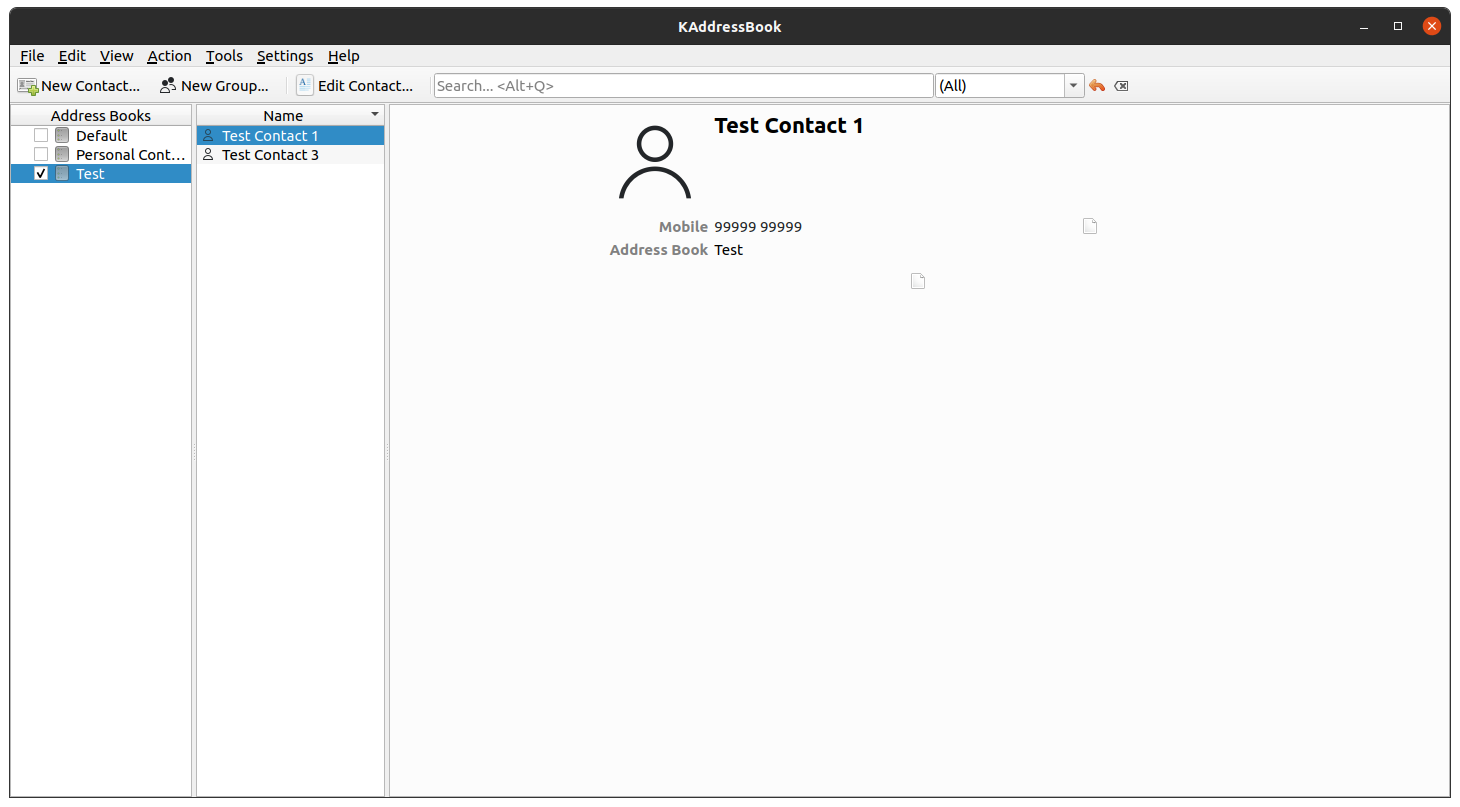 KAddressBook
File Edit View Action Tools Settings Help
New Contact... New Group... Edit Contact... Search... <Alt+Q> (All)
Address Books
Default
Personal Cont...
Test
Name
Test Contact 1
Test Contact 3
Test Contact 1
Mobile 99999 99999
Address Book Test